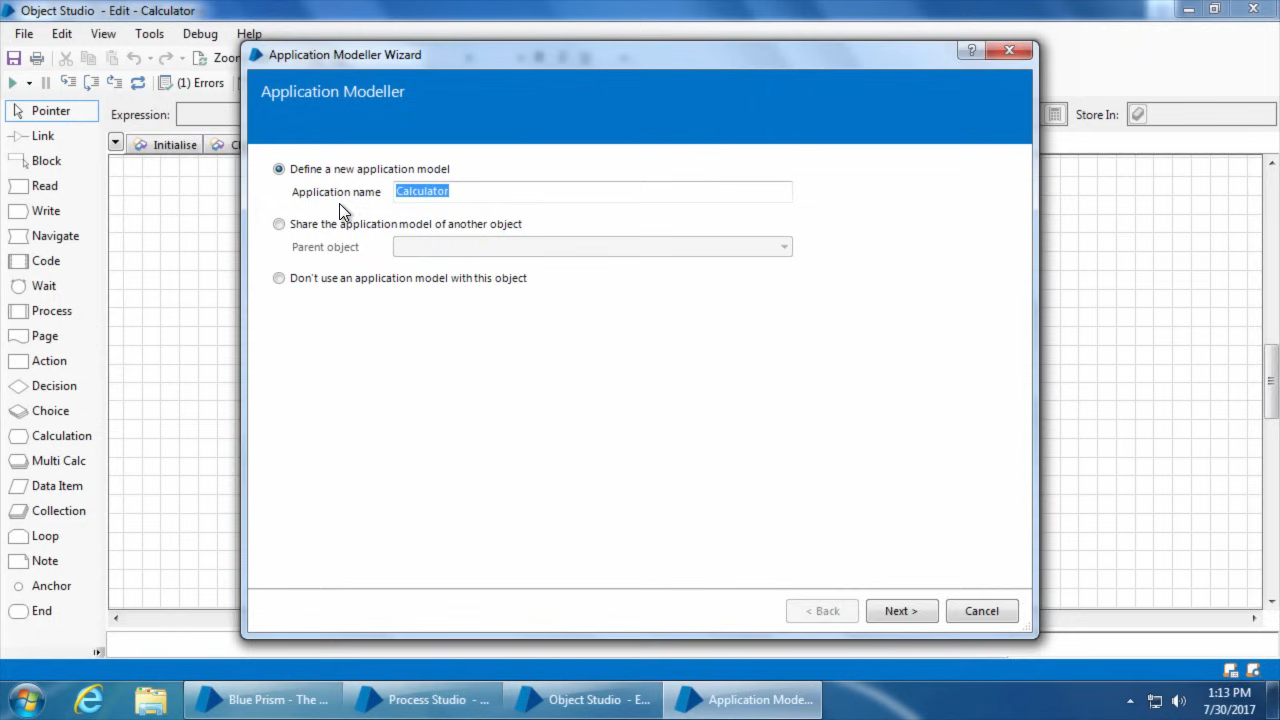 Object Studio - Edit - Calculator
File Edit View Tools Debug Help
Zoo
(1) Errors
Expression:
Store In:
Initialise
Pointer
Link
Block
Read
Write
Navigate
Code
Wait
Process
Page
Action
Decision
Choice
Calculation
Multi Calc
Data Item
Collection
Loop
Note
Anchor
End
Application Modeller Wizard
Application Modeller
Define a new application model
Application name Calculator
Share the application model of another object
Parent object
Don't use an application model with this object
< Back Next > Cancel
Blue Prism - The ... Process Studio - ... Object Studio - E... Application Mode...
1:13 PM
7/30/2017